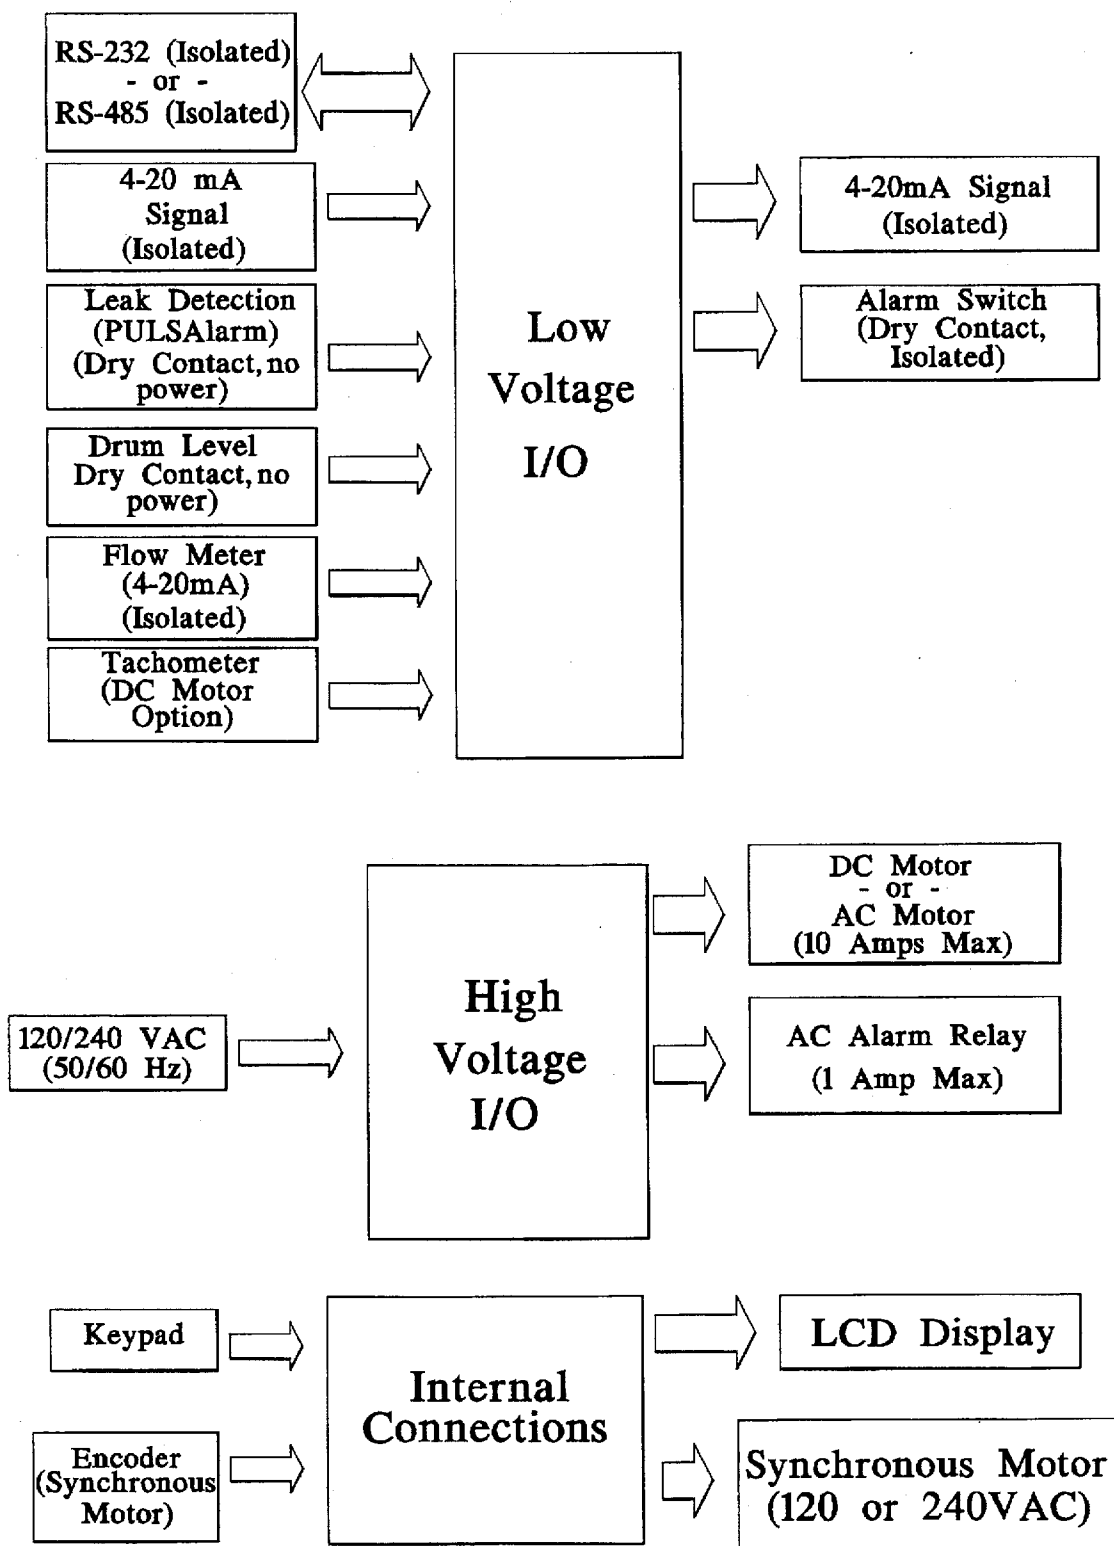 RS-232 (Isolated)
- or -
RS-485 (Isolated)
4-20 mA
Signal
(Isolated)
Leak Detection
(PULSAlarm)
(Dry Contact, no
power)
Drum Level
Dry Contact, no
power)
Flow Meter
(4-20mA)
(Isolated)
Tachometer
(DC Motor
Option)
Low
Voltage
I/O
4-20mA Signal
(Isolated)
Alarm Switch
(Dry Contact,
Isolated)
120/240 VAC
(50/60 Hz)
High
Voltage
I/O
DC Motor
- or -
AC Motor
(10 Amps Max)
AC Alarm Relay
(1 Amp Max)
Keypad
Encoder
(Synchronous
Motor)
Internal
Connections
LCD Display
Synchronous Motor
(120 or 240VAC)